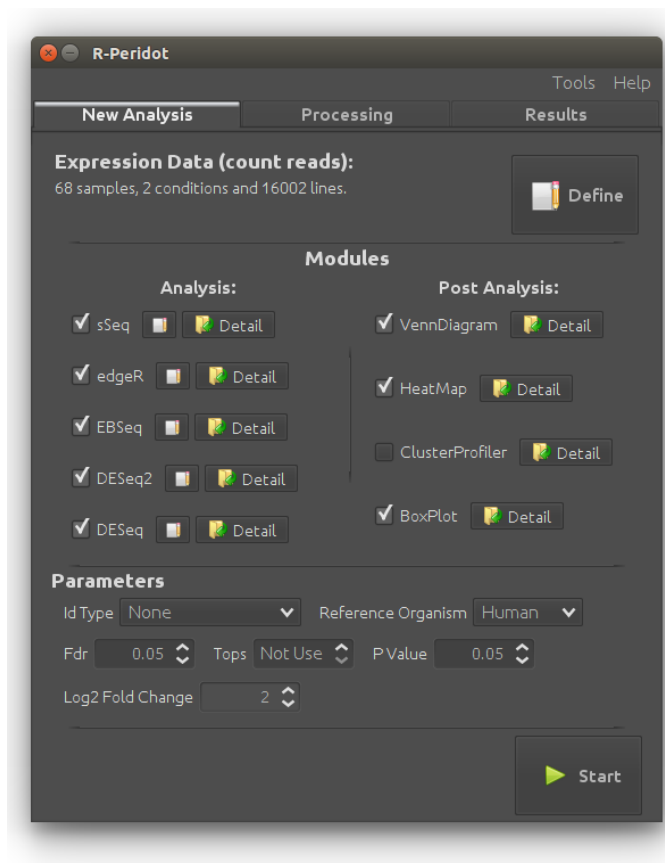 R-Peridot
Tools Help
New Analysis Processing Results
Expression Data (count reads):
68 samples, 2 conditions and 16002 lines.
Define
Modules
Analysis: Post Analysis:
sSeq Detail VennDiagram Detail
edgeR Detail
HeatMap Detail
EBSeq Detail
ClusterProfiler Detail
DESeq2 Detail
BoxPlot Detail
DESeq Detail
Parameters
Id Type None Reference Organism Human
Fdr 0.05 Tops Not Use P Value 0.05
Log2 Fold Change 2
Start